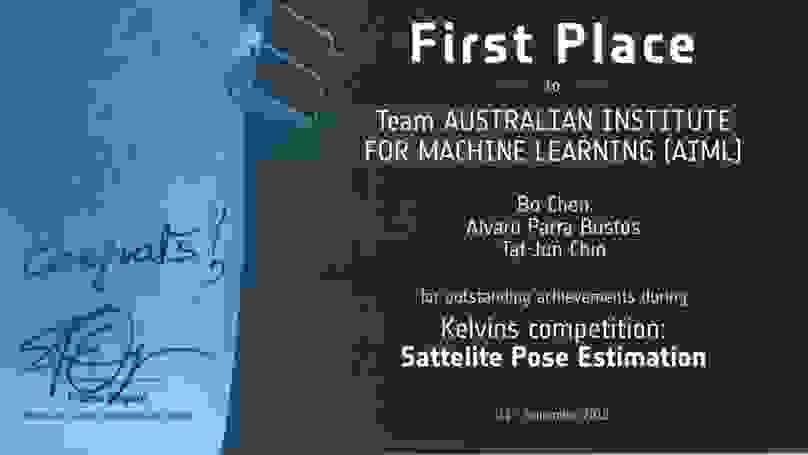 Congrats!
First Place
to
Team AUSTRALIAN INSTITUTE
FOR MACHINE LEARNING (AIML)
Bo Chen
Alvaro Parra Bustos
Tat-Jun Chin
for outstanding achievements during
Kelvins competition:
Sattelite Pose Estimation